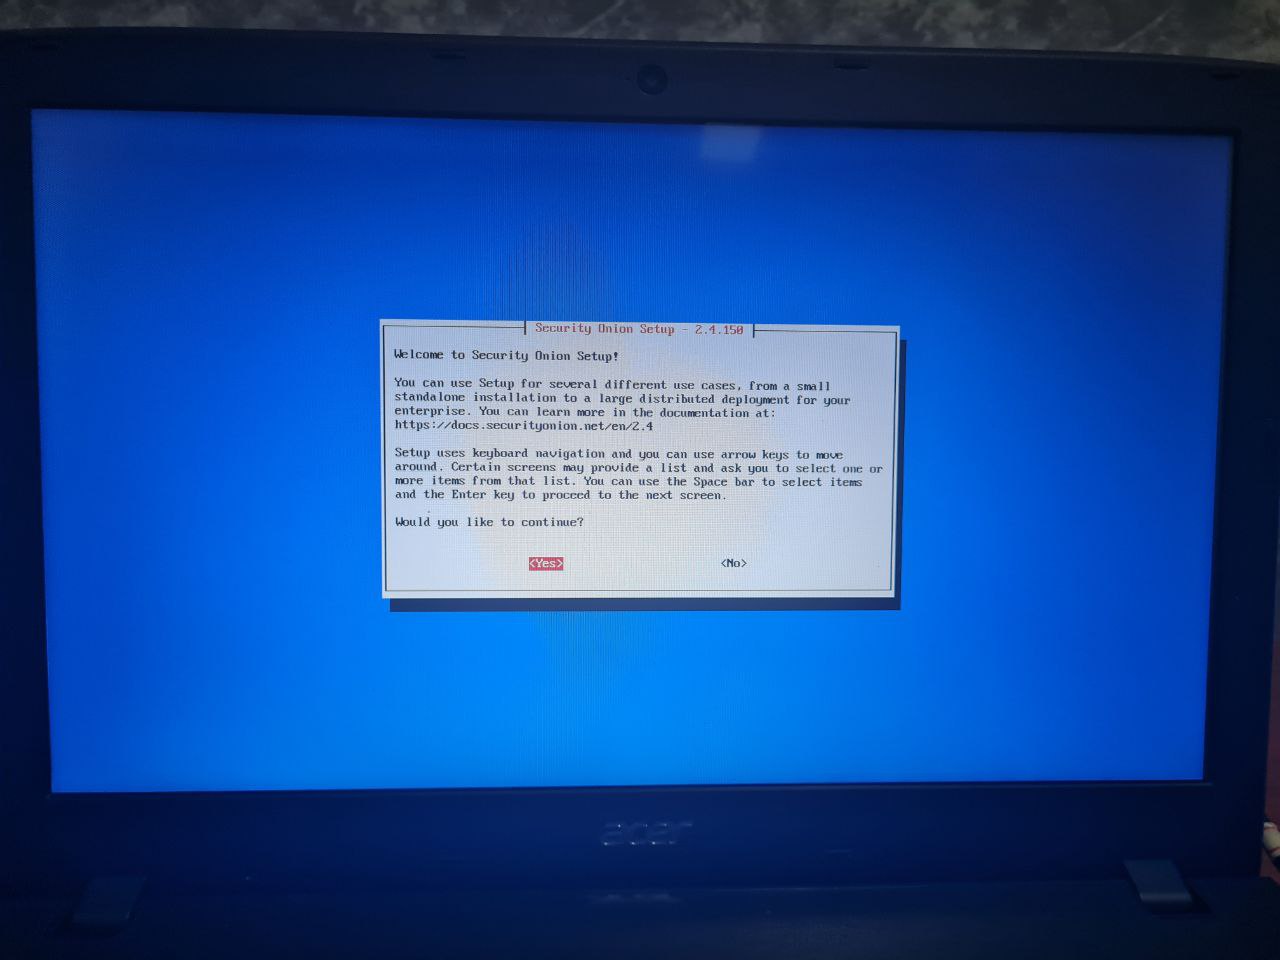 Security Onion Setup - 2.4.150
Welcome to Security Onion Setup!
You can use Setup for several different use cases, from a small
standalone installation to a large distributed deployment for your
enterprise. You can learn more in the documentation at:
https://docs.securityonion.net/en/2.4
Setup uses keyboard navigation and you can use arrow keys to move
around. Certain screens may provide a list and ask you to select one or
more items from that list. You can use the Space bar to select items
and the Enter key to proceed to the next screen.
Would you like to continue?
<Yes> <No>
acer